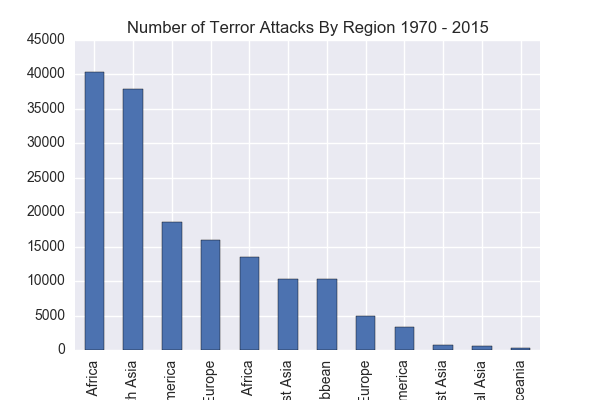 Number of Terror Attacks By Region 1970 - 2015
45000
40000
35000
30000
25000
20000
15000
10000
5000
0
Africa
h Asia
merica
Europe
Africa
st Asia
bbean
Europe
merica
st Asia
al Asia
ceania